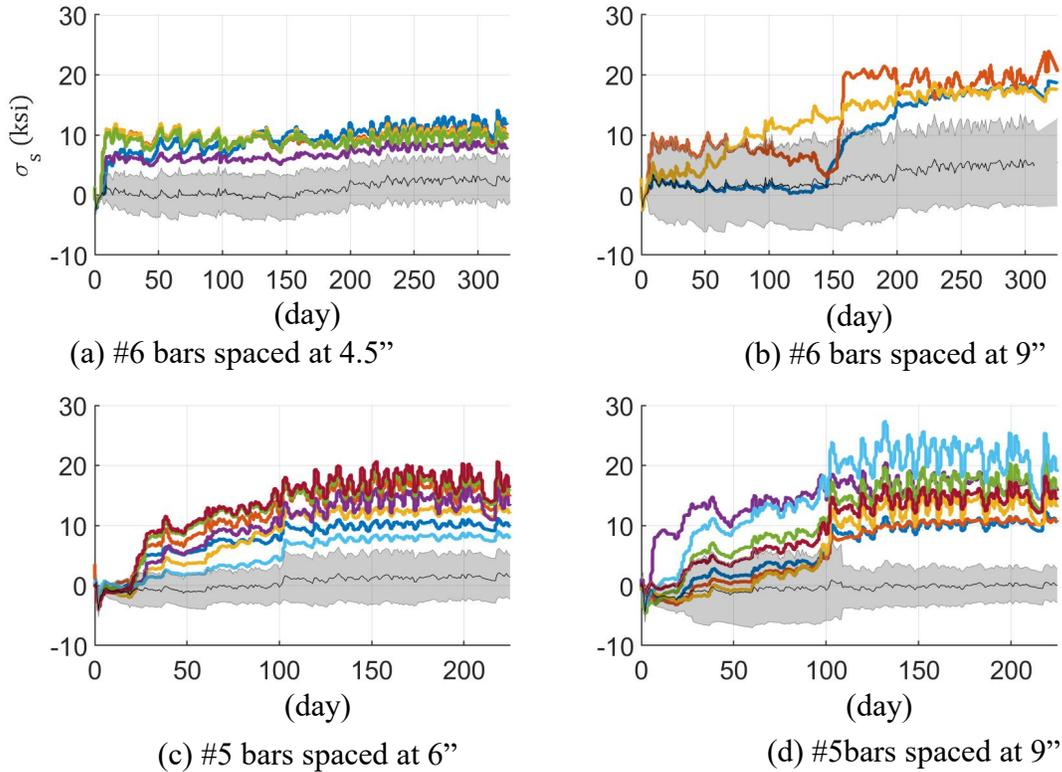 30
30
20
20
σs (ksi)
10
10
0
0
-10
-10
0 50 100 150 200 250 300
0 50 100 150 200 250 300
(day)
(day)
(a) #6 bars spaced at 4.5”
(b) #6 bars spaced at 9”
30
30
20
20
10
10
0
0
-10
-10
0 50 100 150 200
0 50 100 150 200
(day)
(day)
(c) #5 bars spaced at 6”
(d) #5bars spaced at 9”